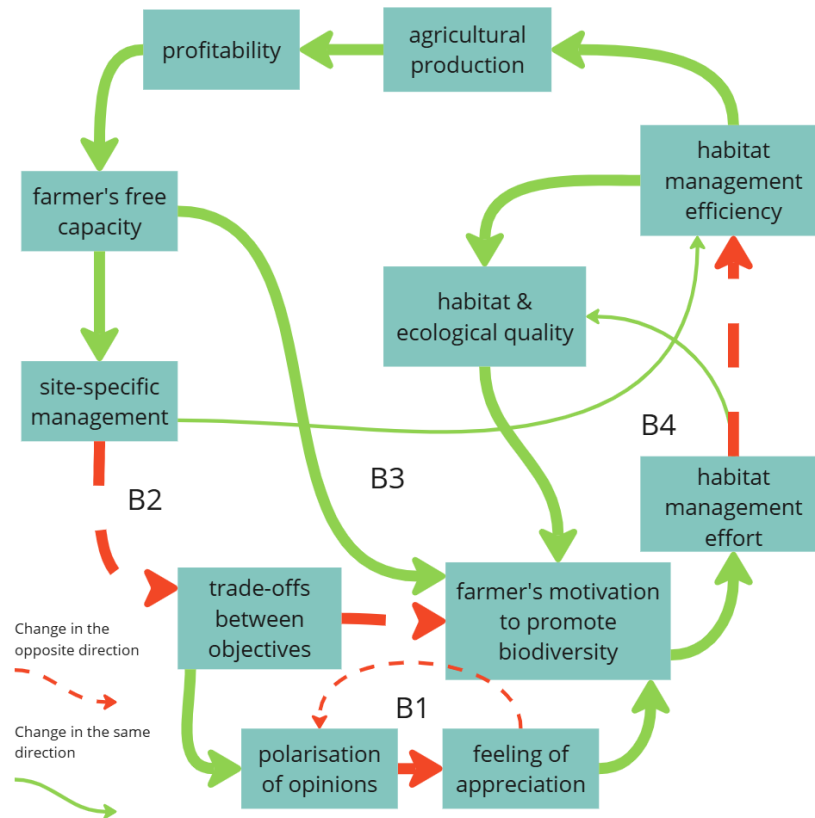 profitability
agricultural
production
habitat
management
efficiency
farmer's free
capacity
habitat &
ecological quality
site-specific
management
B4
B3
B2
habitat
management
effort
trade-offs
between
objectives
farmer's motivation
to promote
biodiversity
Change in the
opposite direction
B1
Change in the same
direction
polarisation
of opinions
feeling of
appreciation